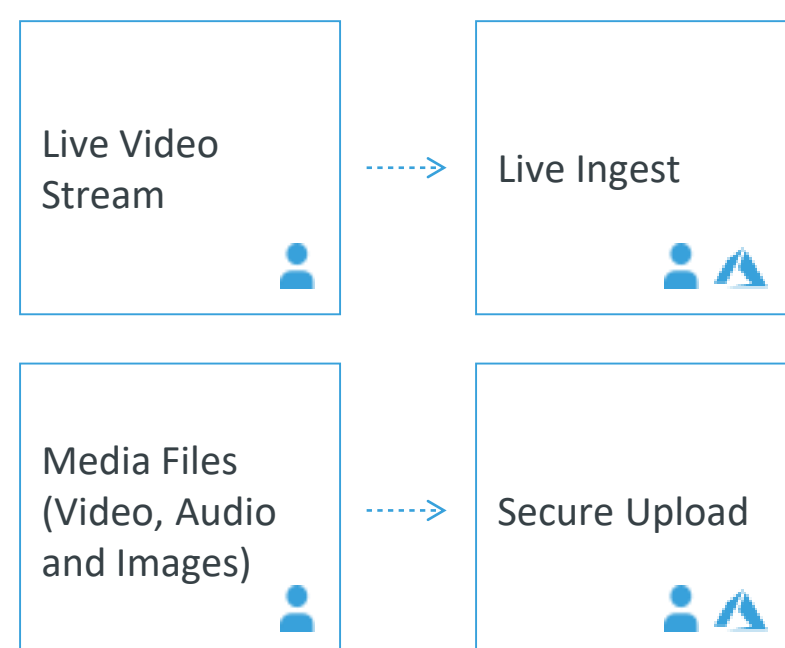 Live Video
Stream
Live Ingest
Media Files
(Video, Audio
and Images)
Secure Upload